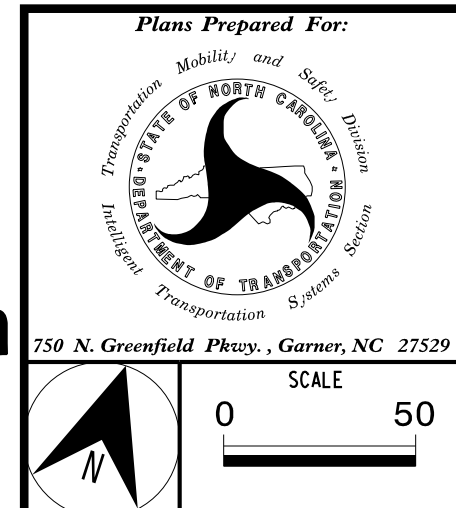 Plans Prepared For:
Transportation Mobility and Safety Division
STATE OF NORTH CAROLINA
DEPARTMENT OF TRANSPORTATION
Intelligent Transportation Systems Section
750 N. Greenfield Pkwy., Garner, NC 27529
SCALE
0 50
N